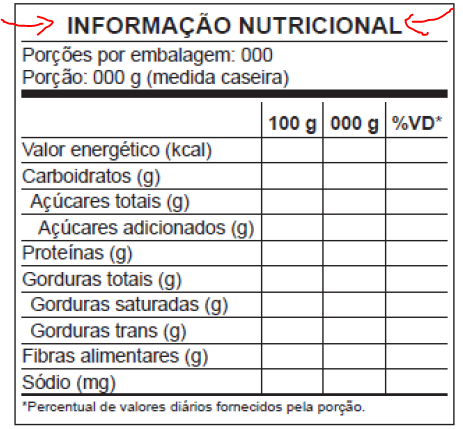 INFORMAÇÃO NUTRICIONAL
Porções por embalagem: 000
Porção: 000 g (medida caseira)
100 g 000 g %VD*
Valor energético (kcal)
Carboidratos (g)
Açúcares totais (g)
Açúcares adicionados (g)
Proteínas (g)
Gorduras totais (g)
Gorduras saturadas (g)
Gorduras trans (g)
Fibras alimentares (g)
Sódio (mg)
*Percentual de valores diários fornecidos pela porção.